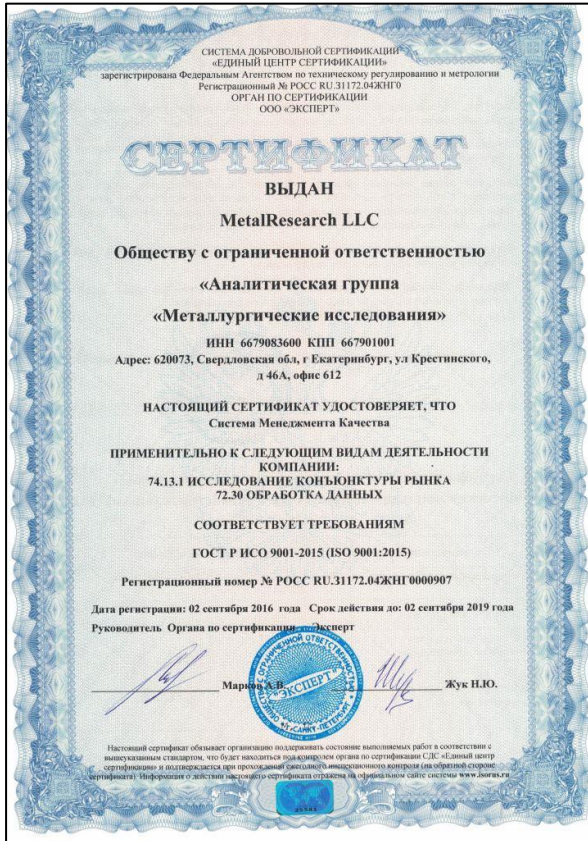 СИСТЕМА ДОБРОВОЛЬНОЙ СЕРТИФИКАЦИИ
«ЕДИНЫЙ ЦЕНТР СЕРТИФИКАЦИИ»
зарегистрирована Федеральным Агентством по техническому регулированию и метрологии
Регистрационный № РОСС RU.31172.04ЖНГ0
ОРГАН ПО СЕРТИФИКАЦИИ
ООО «ЭКСПЕРТ»
СЕРТИФИКАТ
ВЫДАН
MetalResearch LLC
Обществу с ограниченной ответственностью
«Аналитическая группа
«Металлургические исследования»
ИНН 6679083600 КПП 667901001
Адрес: 620073, Свердловская обл, г Екатеринбург, ул Крестинского,
д 46А, офис 612
НАСТОЯЩИЙ СЕРТИФИКАТ УДОСТОВЕРЯЕТ, ЧТО
Система Менеджмента Качества
ПРИМЕНИТЕЛЬНО К СЛЕДУЮЩИМ ВИДАМ ДЕЯТЕЛЬНОСТИ
КОМПАНИИ:
74.13.1 ИССЛЕДОВАНИЕ КОНЪЮНКТУРЫ РЫНКА
72.30 ОБРАБОТКА ДАННЫХ
СООТВЕТСТВУЕТ ТРЕБОВАНИЯМ
ГОСТ Р ИСО 9001-2015 (ISO 9001:2015)
Регистрационный номер № РОСС RU.31172.04ЖНГ0000907
Дата регистрации: 02 сентября 2016 года Срок действия до: 02 сентября 2019 года
Руководитель Органа по сертификации Эксперт
Марков А.В. Жук Н.Ю.
ОБЩЕСТВО С ОГРАНИЧЕННОЙ ОТВЕТСТВЕННОСТЬЮ
"ЭКСПЕРТ"
Г. САНКТ-ПЕТЕРБУРГ
Настоящий сертификат обязывает организацию поддерживать состояние выполняемых работ в соответствии с
вышеуказанным стандартом, что будет находиться под контролем органа по сертификации СДС «Единый центр
сертификации» и подтверждается при прохождении ежегодного инспекционного контроля (на обратной стороне
сертификата). Информация о действии настоящего сертификата отражена на официальном сайте системы www.isorus.ru